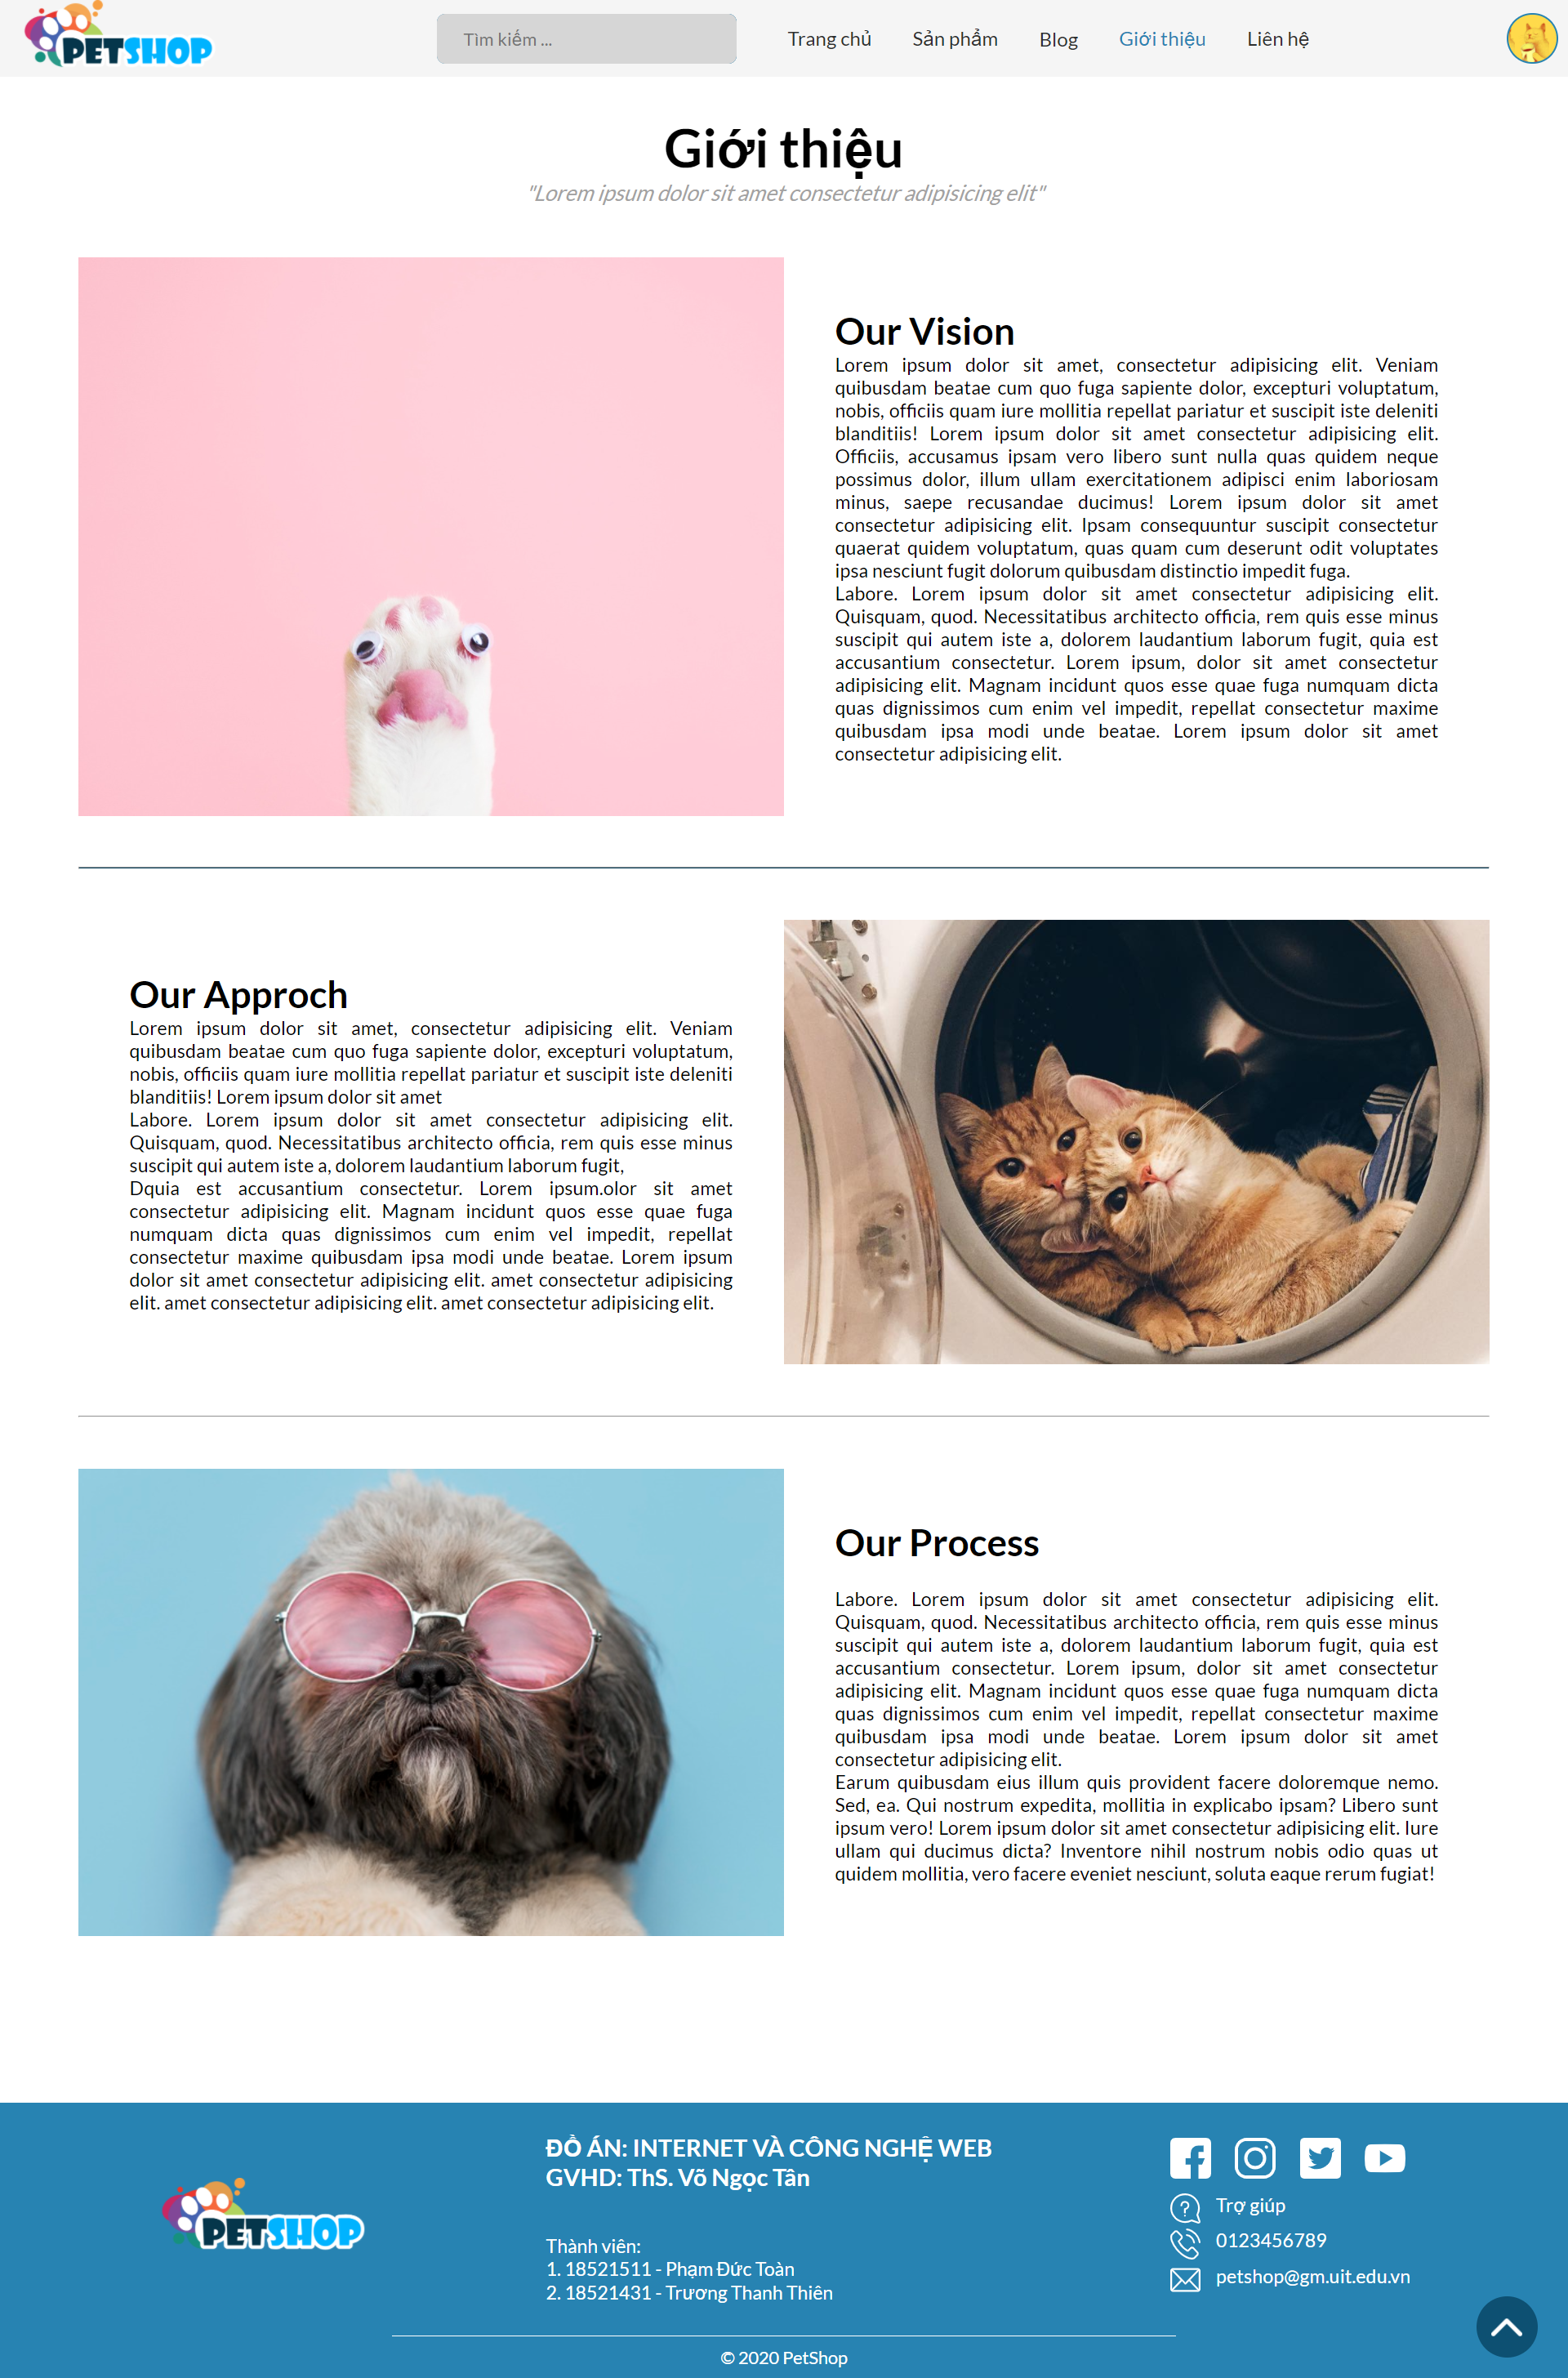 PETSHOP
Tìm kiếm ...
Trang chủ
Sản phẩm
Blog
Giới thiệu
Liên hệ
Giới thiệu
"Lorem ipsum dolor sit amet consectetur adipisicing elit"
Our Vision
Lorem ipsum dolor sit amet, consectetur adipisicing elit. Veniam
quibusdam beatae cum quo fuga sapiente dolor, excepturi voluptatum,
nobis, officiis quam iure mollitia repellat pariatur et suscipit iste deleniti
blanditiis! Lorem ipsum dolor sit amet consectetur adipisicing elit.
Officiis, accusamus ipsam vero libero sunt nulla quas quidem neque
possimus dolor, illum ullam exercitationem adipisci enim laboriosam
minus, saepe recusandae ducimus! Lorem ipsum dolor sit amet
consectetur adipisicing elit. Ipsam consequuntur suscipit consectetur
quaerat quidem voluptatum, quas quam cum deserunt odit voluptates
ipsa nesciunt fugit dolorum quibusdam distinctio impedit fuga.
Labore. Lorem ipsum dolor sit amet consectetur adipisicing elit.
Quisquam, quod. Necessitatibus architecto officia, rem quis esse minus
suscipit qui autem iste a, dolorem laudantium laborum fugit, quia est
accusantium consectetur. Lorem ipsum, dolor sit amet consectetur
adipisicing elit. Magnam incidunt quos esse quae fuga numquam dicta
quas dignissimos cum enim vel impedit, repellat consectetur maxime
quibusdam ipsa modi unde beatae. Lorem ipsum dolor sit amet
consectetur adipisicing elit.
Our Approch
Lorem ipsum dolor sit amet, consectetur adipisicing elit. Veniam
quibusdam beatae cum quo fuga sapiente dolor, excepturi voluptatum,
nobis, officiis quam iure mollitia repellat pariatur et suscipit iste deleniti
blanditiis! Lorem ipsum dolor sit amet
Labore. Lorem ipsum dolor sit amet consectetur adipisicing elit.
Quisquam, quod. Necessitatibus architecto officia, rem quis esse minus
suscipit qui autem iste a, dolorem laudantium laborum fugit,
Dquia est accusantium consectetur. Lorem ipsum.olor sit amet
consectetur adipisicing elit. Magnam incidunt quos esse quae fuga
numquam dicta quas dignissimos cum enim vel impedit, repellat
consectetur maxime quibusdam ipsa modi unde beatae. Lorem ipsum
dolor sit amet consectetur adipisicing elit. amet consectetur adipisicing
elit. amet consectetur adipisicing elit. amet consectetur adipisicing elit.
Our Process
Labore. Lorem ipsum dolor sit amet consectetur adipisicing elit.
Quisquam, quod. Necessitatibus architecto officia, rem quis esse minus
suscipit qui autem iste a, dolorem laudantium laborum fugit, quia est
accusantium consectetur. Lorem ipsum, dolor sit amet consectetur
adipisicing elit. Magnam incidunt quos esse quae fuga numquam dicta
quas dignissimos cum enim vel impedit, repellat consectetur maxime
quibusdam ipsa modi unde beatae. Lorem ipsum dolor sit amet
consectetur adipisicing elit.
Earum quibusdam eius illum quis provident facere doloremque nemo.
Sed, ea. Qui nostrum expedita, mollitia in explicabo ipsam? Libero sunt
ipsum vero! Lorem ipsum dolor sit amet consectetur adipisicing elit. Iure
ullam qui ducimus dicta? Inventore nihil nostrum nobis odio quas ut
quidem mollitia, vero facere eveniet nesciunt, soluta eaque rerum fugiat!
PETSHOP
ĐỒ ÁN: INTERNET VÀ CÔNG NGHỆ WEB
GVHD: ThS. Võ Ngọc Tân
Thành viên:
1. 18521511 - Phạm Đức Toàn
2. 18521431 - Trương Thanh Thiên
Trợ giúp
0123456789
petshop@gm.uit.edu.vn
© 2020 PetShop